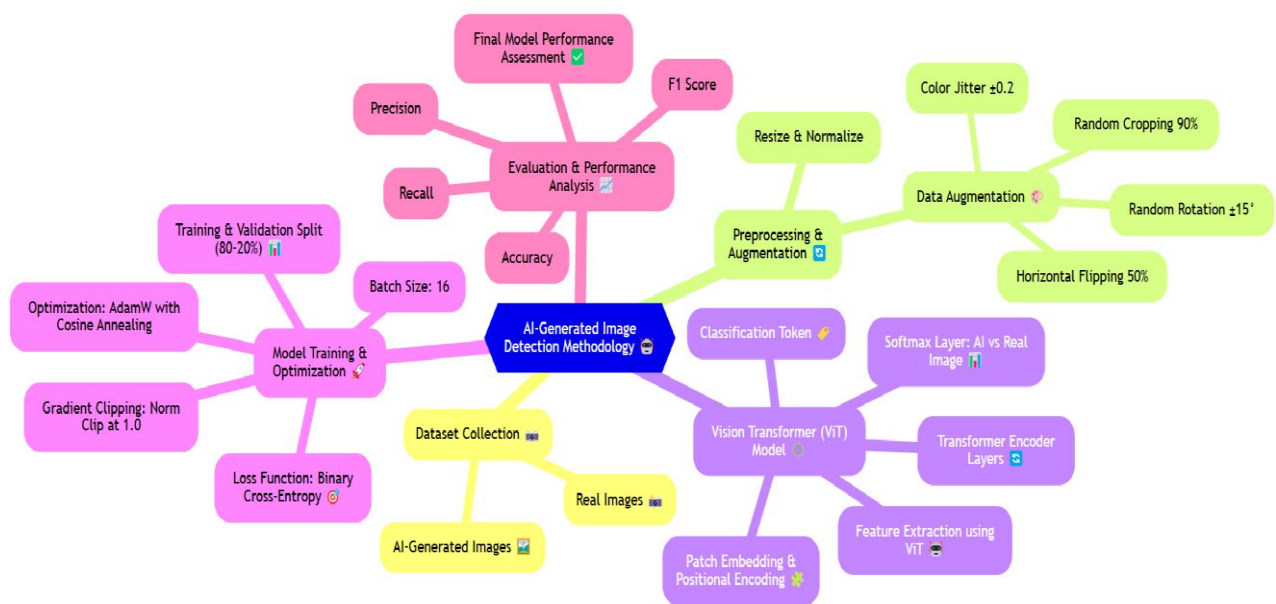 Final Model Performance
Assessment ✅
F1 Score
Precision
Evaluation & Performance
Analysis 📈
Recall
Accuracy
Color Jitter ±0.2
Random Cropping 90%
Resize & Normalize
Data Augmentation 🎨
Random Rotation ±15°
Preprocessing &
Augmentation 🔄
Horizontal Flipping 50%
Training & Validation Split
(80-20%) 📊
Batch Size: 16
Optimization: AdamW with
Cosine Annealing
Model Training &
Optimization 🚀
Gradient Clipping: Norm
Clip at 1.0
Loss Function: Binary
Cross-Entropy 🎯
AI-Generated Image
Detection Methodology 🤖
Classification Token 🏷️
Softmax Layer: AI vs Real
Image 📊
Vision Transformer (ViT)
Model ⚙️
Transformer Encoder
Layers 🔄
Feature Extraction using
ViT 🤖
Patch Embedding &
Positional Encoding 🧩
Dataset Collection 📷
Real Images 📷
AI-Generated Images 🖼️